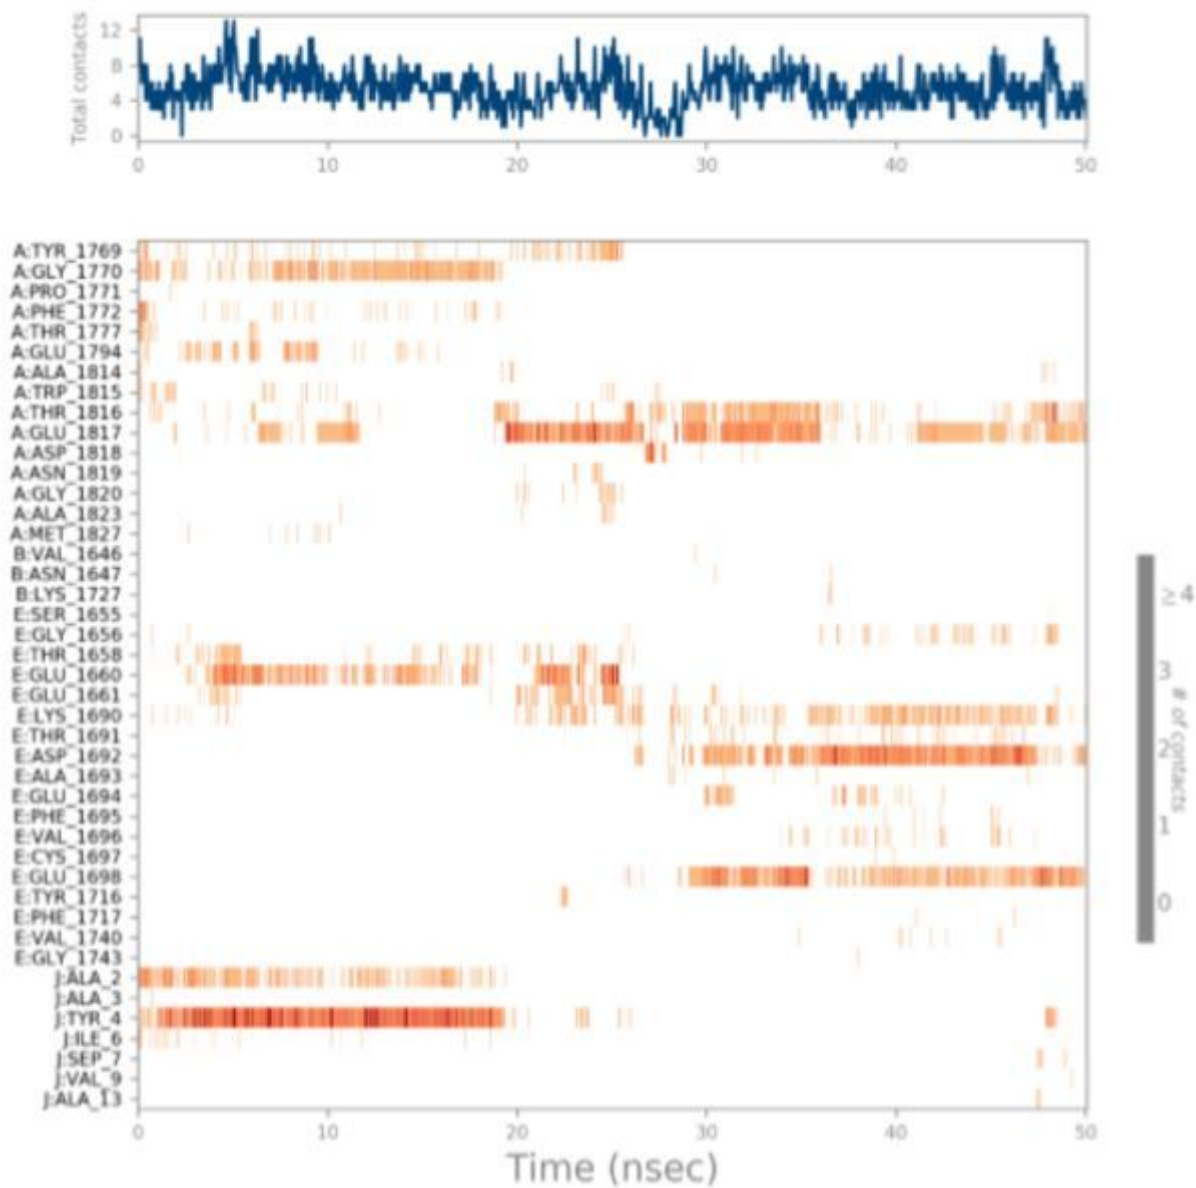 Total contacts
12
8
4
0
0 10 20 30 40 50
A:TYR_1769
A:GLY_1770
A:PRO_1771
A:PHE_1772
A:THR_1777
A:GLU_1794
A:ALA_1814
A:TRP_1815
A:THR_1816
A:GLU_1817
A:ASP_1818
A:ASN_1819
A:GLY_1820
A:ALA_1823
A:MET_1827
B:VAL_1646
B:ASN_1647
B:LYS_1727
E:SER_1655
E:GLY_1656
E:THR_1658
E:GLU_1660
E:GLU_1661
E:LYS_1690
E:THR_1691
E:ASP_1692
E:ALA_1693
E:GLU_1694
E:PHE_1695
E:VAL_1696
E:CYS_1697
E:GLU_1698
E:TYR_1716
E:PHE_1717
E:VAL_1740
E:GLY_1743
J:ALA_2
J:ALA_3
J:TYR_4
J:ILE_6
J:SEP_7
J:VAL_9
J:ALA_13
0 10 20 30 40 50
Time (nsec)
≥ 4
3
2
1
0
# of contacts